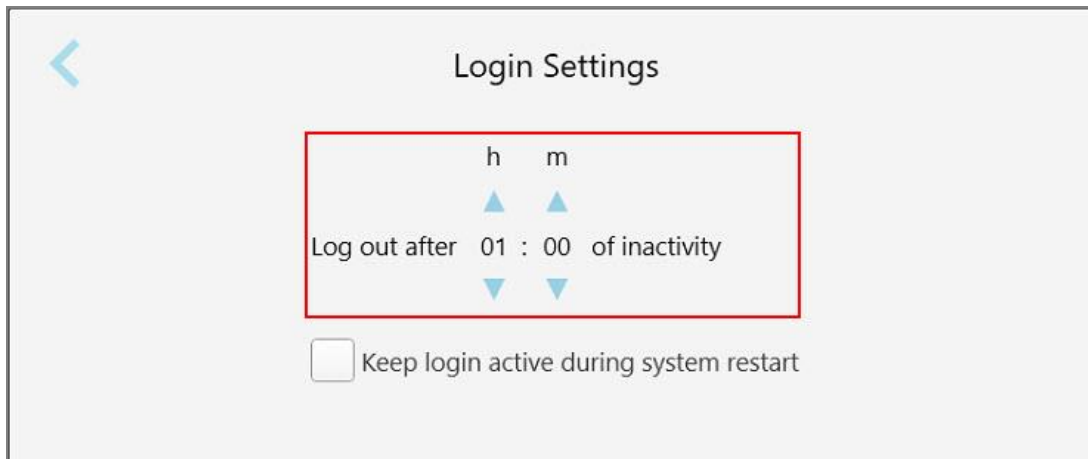 Login Settings
h m
Log out after 01 : 00 of inactivity
Keep login active during system restart